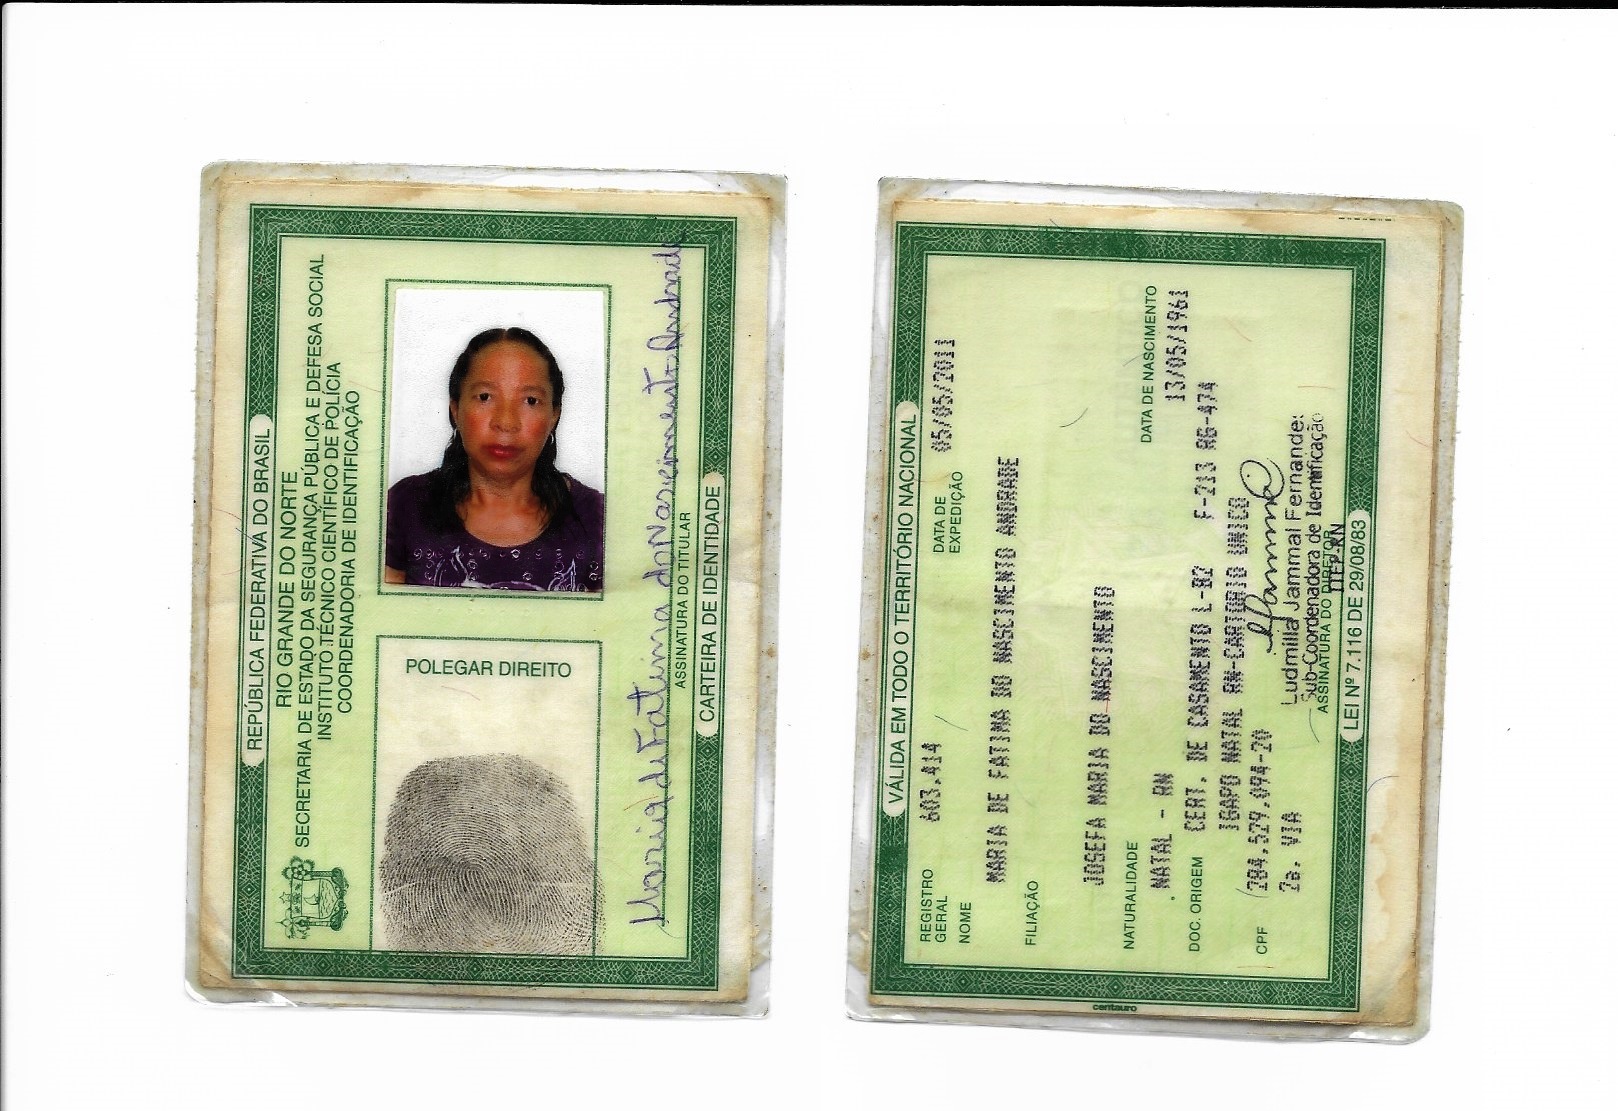 REPÚBLICA FEDERATIVA DO BRASIL
RIO GRANDE DO NORTE
SECRETARIA DE ESTADO DA SEGURANÇA PÚBLICA E DEFESA SOCIAL
INSTITUTO TÉCNICO CIENTÍFICO DE POLÍCIA
COORDENADORIA DE IDENTIFICAÇÃO
POLEGAR DIREITO
Maria de Fatima do Nascimento Andrade
ASSINATURA DO TITULAR
CARTEIRA DE IDENTIDADE
VÁLIDA EM TODO O TERRITÓRIO NACIONAL
REGISTRO GERAL 603.414 DATA DE EXPEDIÇÃO 05/05/2011
NOME
MARIA DE FATIMA DO NASCIMENTO ANDRADE
FILIAÇÃO
JOSEFA MARIA DO NASCIMENTO
NATURALIDADE DATA DE NASCIMENTO
NATAL - RN 13/05/1961
DOC. ORIGEM CERT. DE CASAMENTO L-B2 F-213 RG-474
IGAPO NATAL RN-CARTORIO UNICO
CPF 284.529.094-20
2a. VIA
Ludmilla Jammal Fernandes
Sub-Coordenadora de Identificação
ASSINATURA DO DIRETOR
ITEP-RN
LEI Nº 7.116 DE 29/08/83